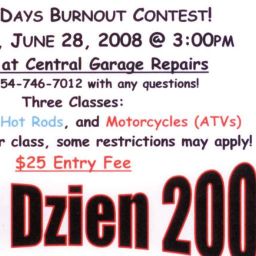 Days Burnout Contest!
, June 28, 2008 @ 3:00pm
at Central Garage Repairs
54-746-7012 with any questions!
Three Classes:
Hot Rods, and Motorcycles (ATVs)
r class, some restrictions may apply!
$25 Entry Fee
Dzien 200